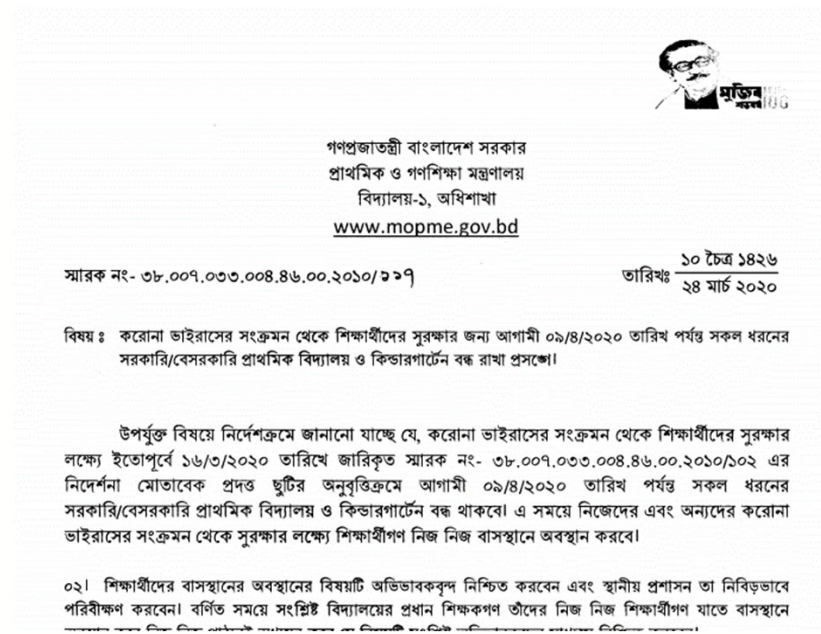 মুজিব
শতবর্ষ 100
গণপ্রজাতন্ত্রী বাংলাদেশ সরকার
প্রাথমিক ও গণশিক্ষা মন্ত্রণালয়
বিদ্যালয়-১, অধিশাখা
www.mopme.gov.bd
স্মারক নং- ৩৮.০০৭.০৩৩.০০৪.৪৬.০০.২০১০/১১৭
তারিখঃ ১০ চৈত্র ১৪২৬
২৪ মার্চ ২০২০
বিষয় ঃ করোনা ভাইরাসের সংক্রমন থেকে শিক্ষার্থীদের সুরক্ষার জন্য আগামী ০৯/৪/২০২০ তারিখ পর্যন্ত সকল ধরনের
সরকারি/বেসরকারি প্রাথমিক বিদ্যালয় ও কিন্ডারগার্টেন বন্ধ রাখা প্রসঙ্গে।
উপর্যুক্ত বিষয়ে নির্দেশক্রমে জানানো যাচ্ছে যে, করোনা ভাইরাসের সংক্রমন থেকে শিক্ষার্থীদের সুরক্ষার
লক্ষ্যে ইতোপূর্বে ১৬/৩/২০২০ তারিখে জারিকৃত স্মারক নং- ৩৮.০০৭.০৩৩.০০৪.৪৬.০০.২০১০/১০২ এর
নিদের্শনা মোতাবেক প্রদত্ত ছুটির অনুবৃত্তিক্রমে আগামী ০৯/৪/২০২০ তারিখ পর্যন্ত সকল ধরনের
সরকারি/বেসরকারি প্রাথমিক বিদ্যালয় ও কিন্ডারগার্টেন বন্ধ থাকবে। এ সময়ে নিজেদের এবং অন্যদের করোনা
ভাইরাসের সংক্রমন থেকে সুরক্ষার লক্ষ্যে শিক্ষার্থীগণ নিজ নিজ বাসস্থানে অবস্থান করবে।
০২। শিক্ষার্থীদের বাসস্থানের অবস্থানের বিষয়টি অভিভাবকবৃন্দ নিশ্চিত করবেন এবং স্থানীয় প্রশাসন তা নিবিড়ভাবে
পরিবীক্ষণ করবেন। বর্ণিত সময়ে সংশ্লিষ্ট বিদ্যালয়ের প্রধান শিক্ষকগণ তাঁদের নিজ নিজ শিক্ষার্থীগণ যাতে বাসস্থানে